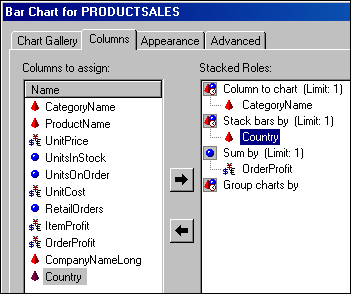 Bar Chart for PRODUCTSALES
Chart Gallery Columns Appearance Advanced
Columns to assign:
Name
CategoryName
ProductName
UnitPrice
UnitsInStock
UnitsOnOrder
UnitCost
RetailOrders
ItemProfit
OrderProfit
CompanyNameLong
Country
Stacked Roles:
Column to chart (Limit: 1)
CategoryName
Stack bars by (Limit: 1)
Country
Sum by (Limit: 1)
OrderProfit
Group charts by